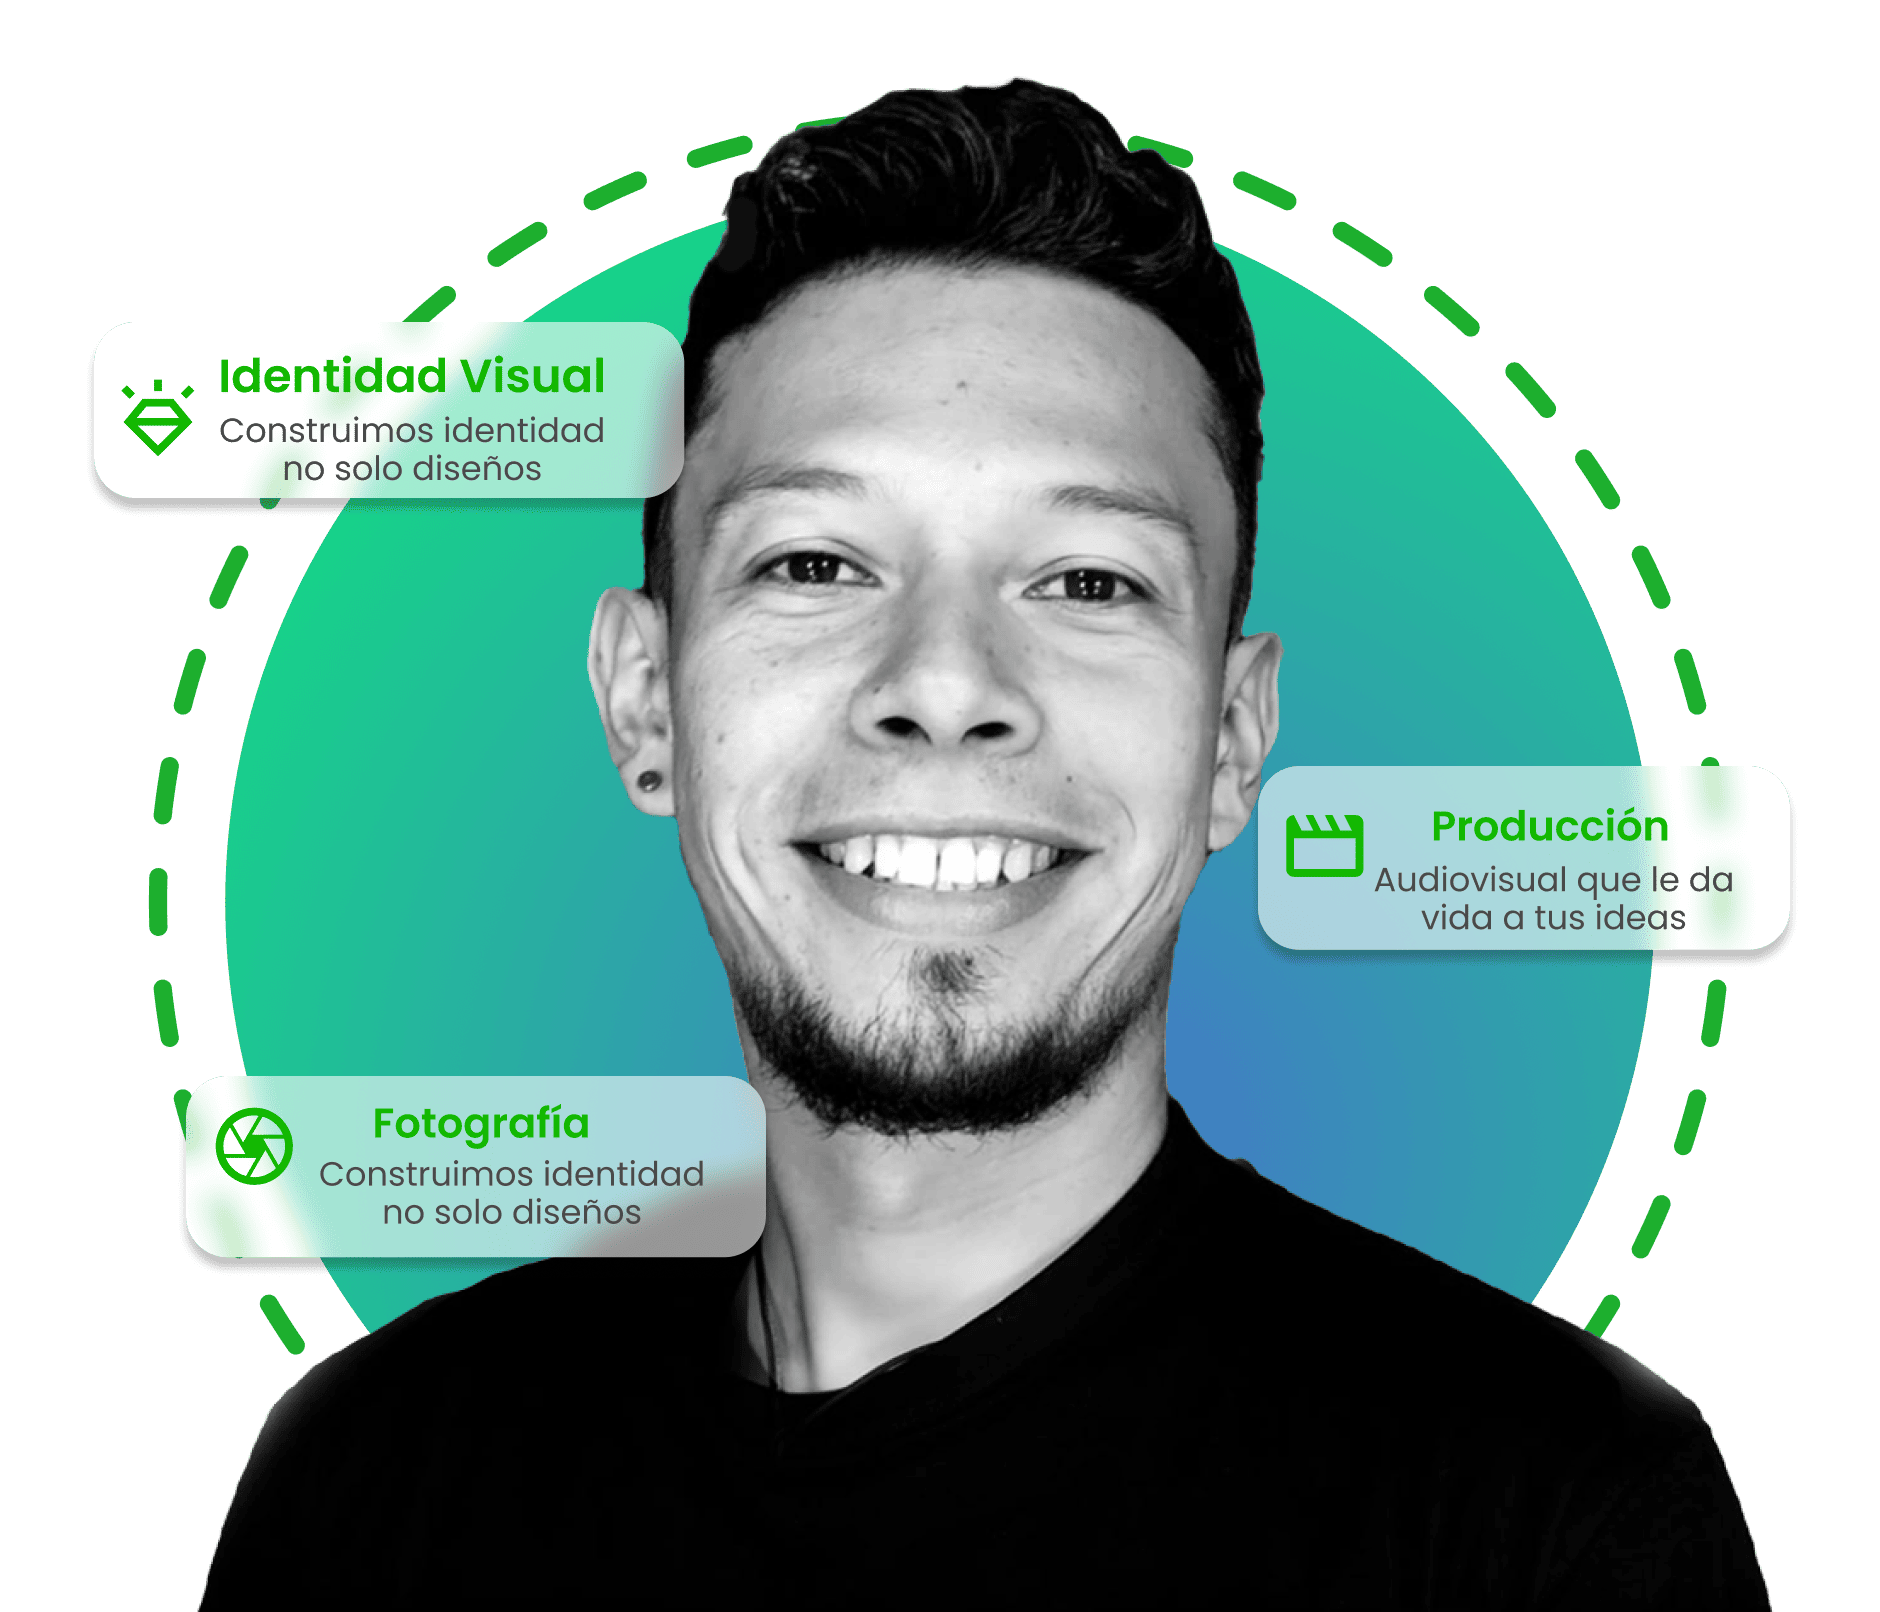 Identidad Visual
Construimos identidad
no solo diseños
Producción
Audiovisual que le da
vida a tus ideas
Fotografía
Construimos identidad
no solo diseños